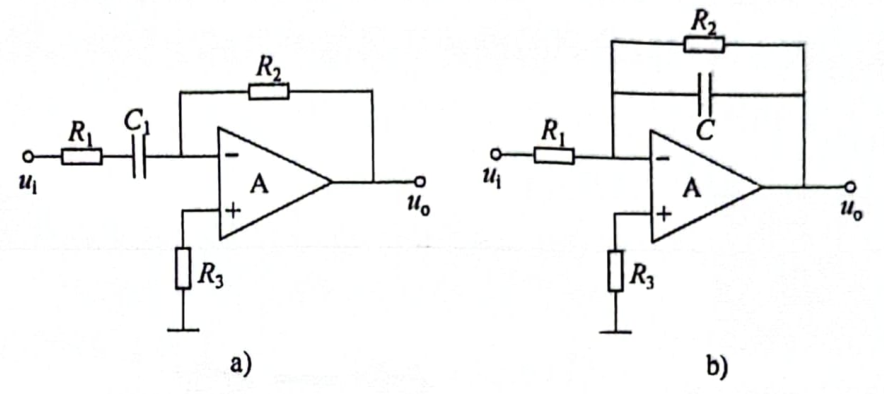 R₂
R₁
C₁
uᵢ
−
A
+
uₒ
R₃
a)
R₂
C
R₁
uᵢ
−
A
+
uₒ
R₃
b)